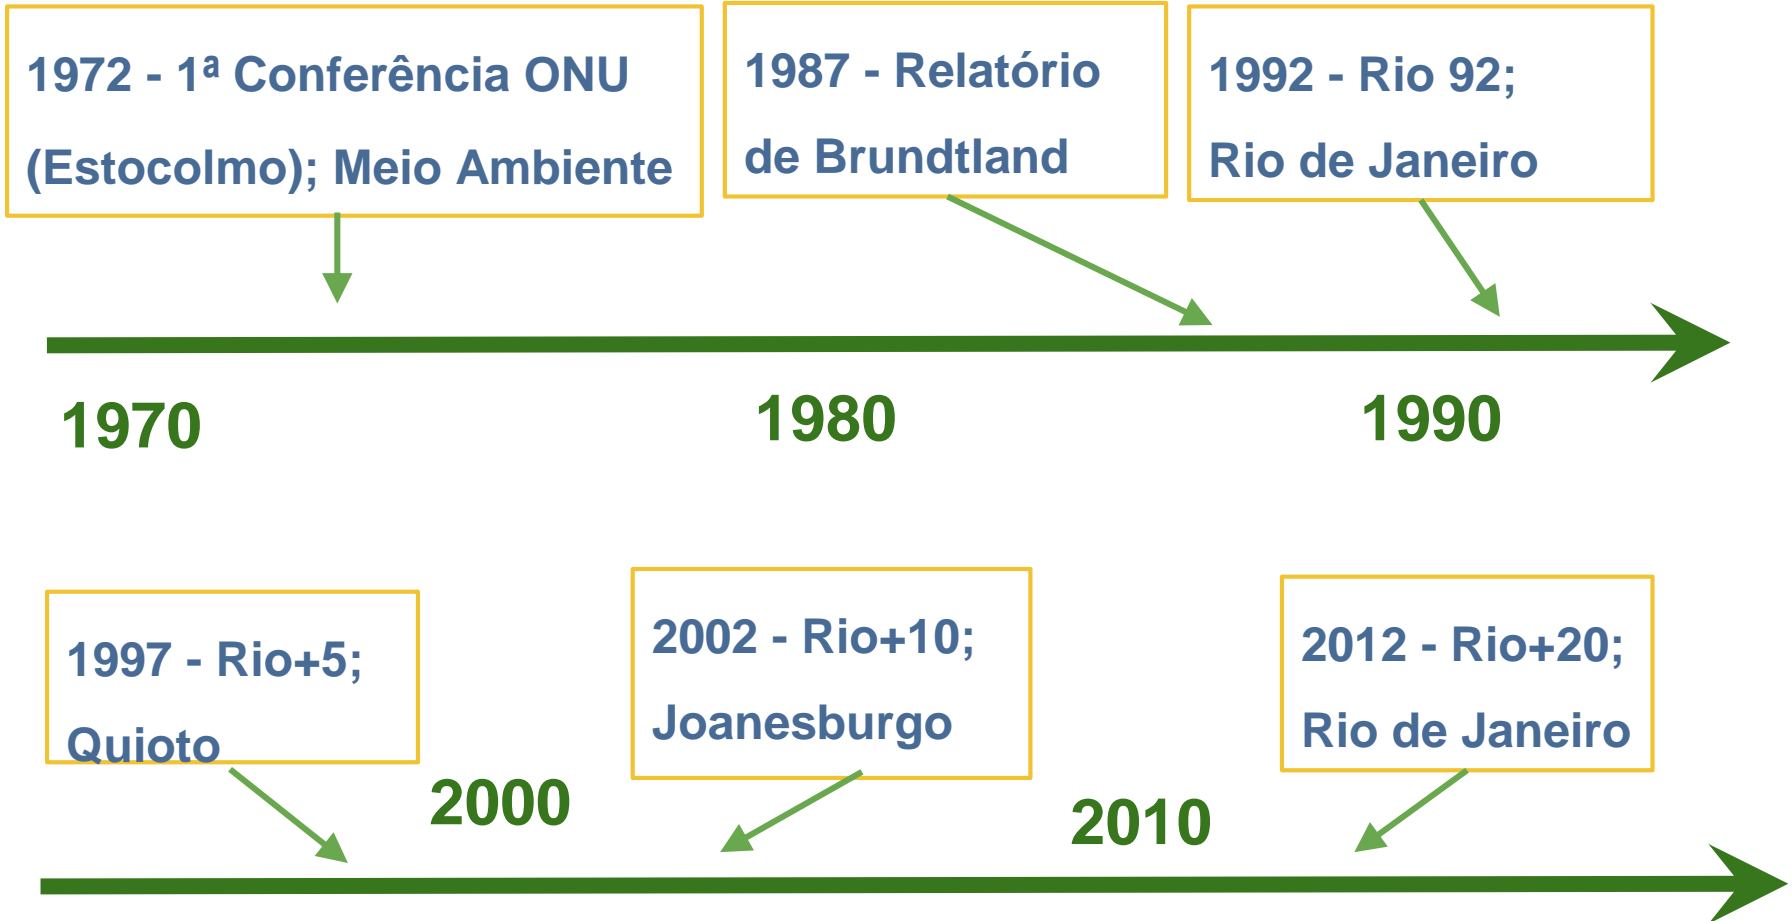 1972 - 1ª Conferência ONU
(Estocolmo); Meio Ambiente
1987 - Relatório
de Brundtland
1992 - Rio 92;
Rio de Janeiro
1970
1980
1990
1997 - Rio+5;
Quioto
2002 - Rio+10;
Joanesburgo
2012 - Rio+20;
Rio de Janeiro
2000
2010